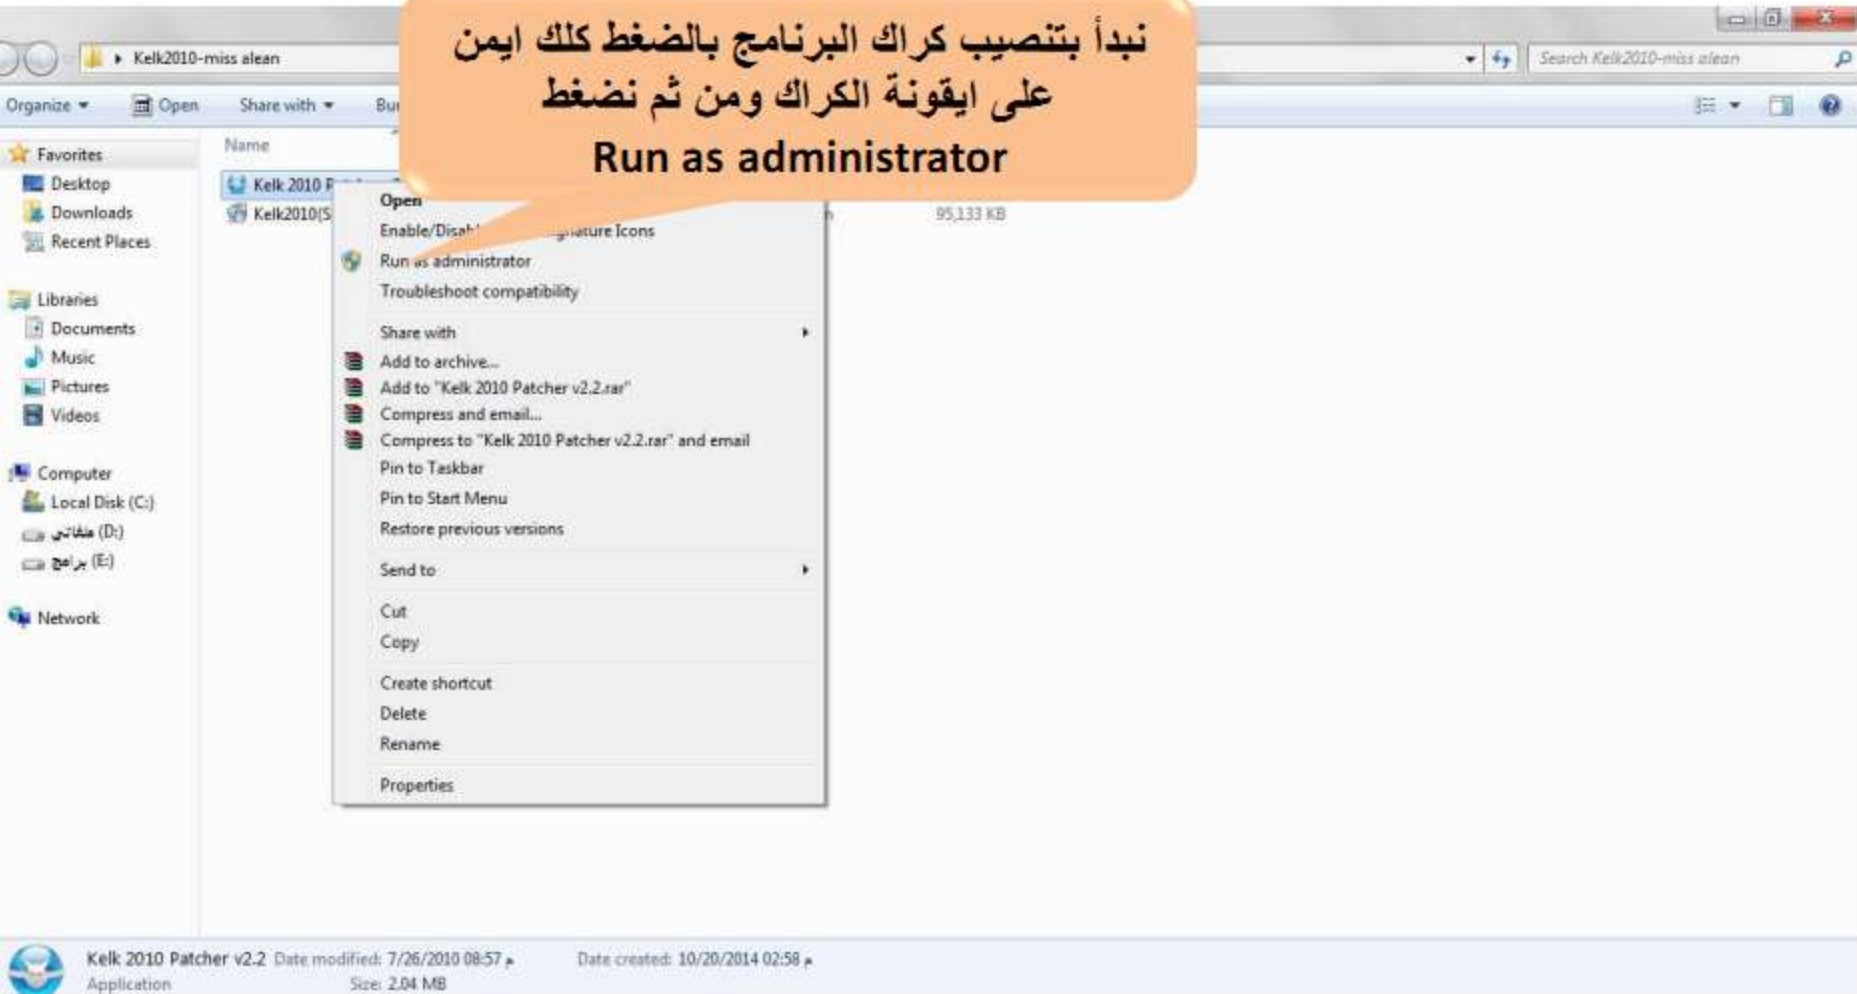 نبدأ بتنصيب كراك البرنامج بالضغط كلك ايمن
على ايقونة الكراك ومن ثم نضغط
Run as administrator
Kelk2010-miss alean
Search Kelk2010-miss alean
Organize
Open
Share with
Name
Favorites
Desktop
Downloads
Recent Places
Libraries
Documents
Music
Pictures
Videos
Computer
Local Disk (C:)
ملفاتي (D:)
برامج (E:)
Network
Kelk 2010
Kelk2010(S
95,133 KB
Open
Icons
Run as administrator
Troubleshoot compatibility
Share with
Add to archive...
Add to "Kelk 2010 Patcher v2.2.rar"
Compress and email...
Compress to "Kelk 2010 Patcher v2.2.rar" and email
Pin to Taskbar
Pin to Start Menu
Restore previous versions
Send to
Cut
Copy
Create shortcut
Delete
Rename
Properties
Kelk 2010 Patcher v2.2 Date modified: 7/26/2010 08:57 م Date created: 10/20/2014 02:58 م
Application Size: 2.04 MB